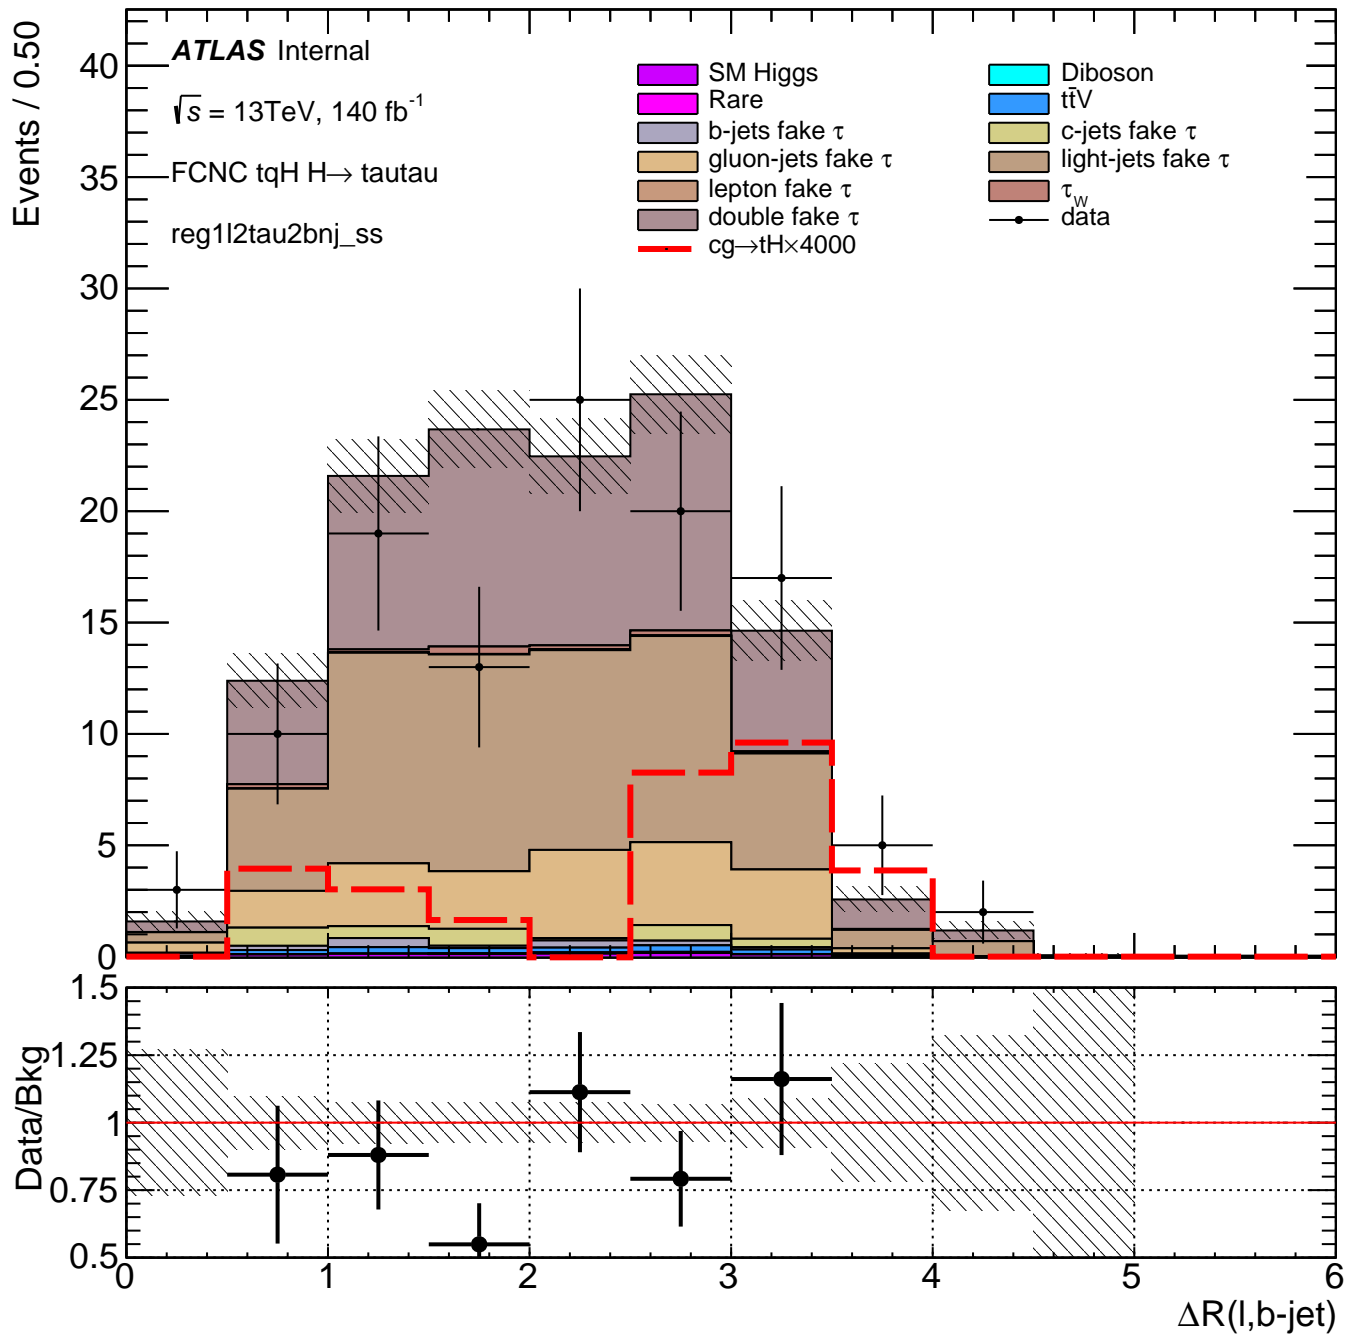 Events / 0.50
40
35
30
25
20
15
10
5
0
ATLAS Internal
√s = 13TeV, 140 fb⁻¹
FCNC tqH H→ tautau
reg1l2tau2bnj_ss
SM Higgs
Diboson
Rare
tt̄V
b-jets fake τ
c-jets fake τ
gluon-jets fake τ
light-jets fake τ
lepton fake τ
τ_W
double fake τ
data
cg→tH×4000
Data/Bkg
1.5
1.25
1
0.75
0.5
0 1 2 3 4 5 6
ΔR(l,b-jet)